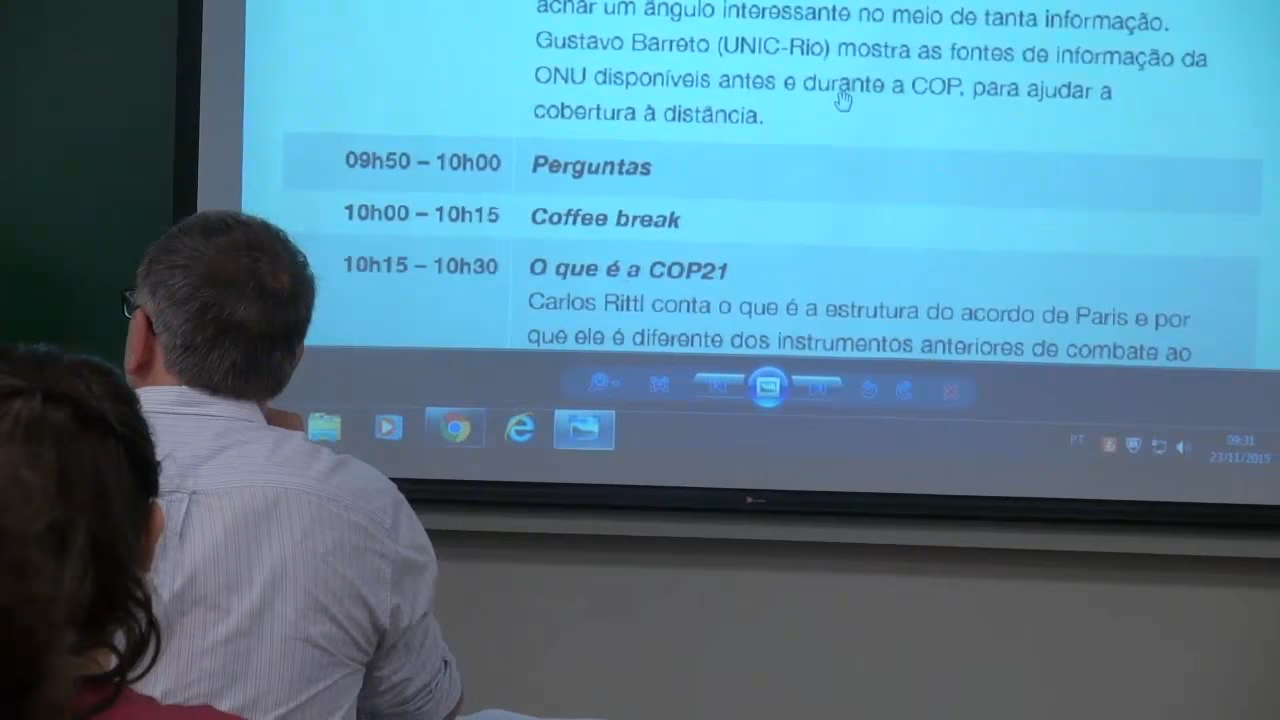 achar um ângulo interessante no meio de tanta informação.
Gustavo Barreto (UNIC-Rio) mostra as fontes de informação da
ONU disponíveis antes e durante a COP, para ajudar a
cobertura à distância.
09h50 – 10h00 Perguntas
10h00 – 10h15 Coffee break
10h15 – 10h30 O que é a COP21
Carlos Rittl conta o que é a estrutura do acordo de Paris e por
que ele é diferente dos instrumentos anteriores de combate ao
PT
09:31
23/11/2015